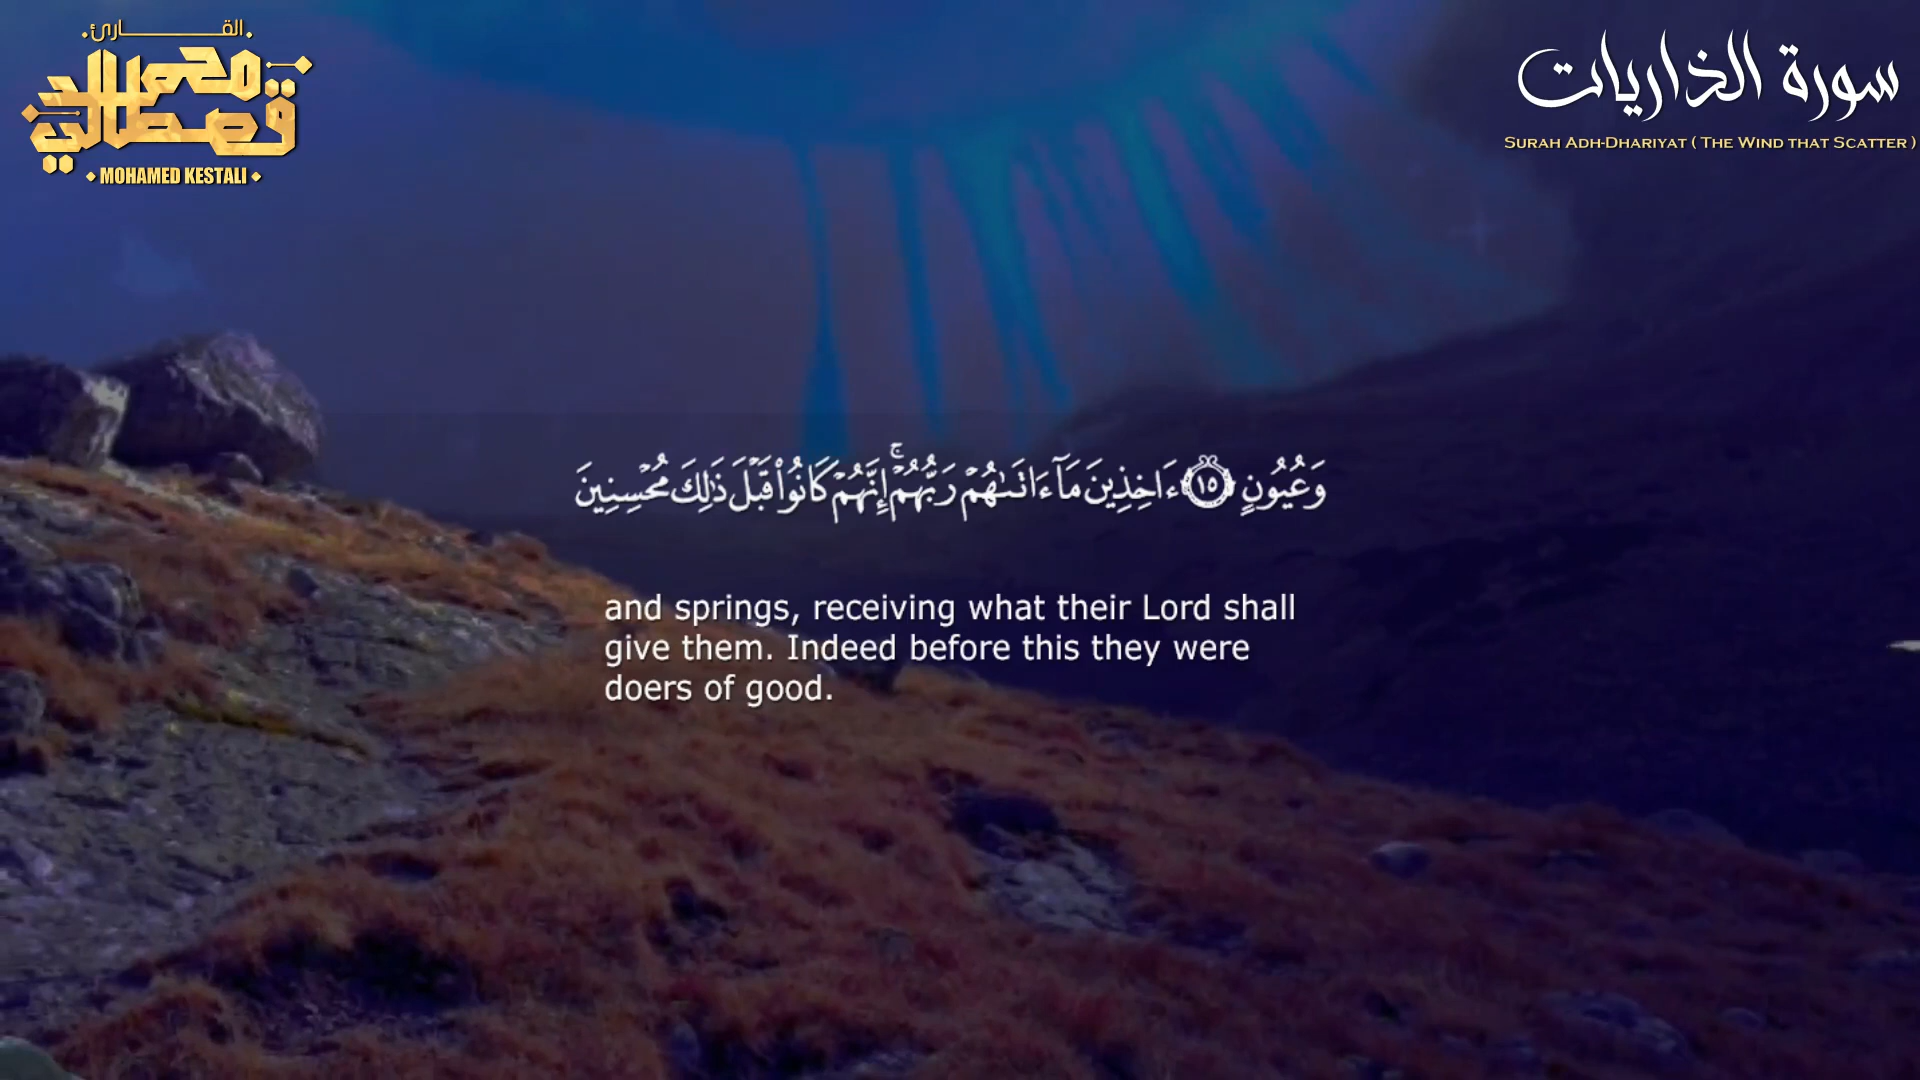 القارئ
محمد
قصطالي
MOHAMED KESTALI
سورة الذاريات
SURAH ADH-DHARIYAT ( THE WIND THAT SCATTER )
وَعُيُونٍ ١٥ ءَاخِذِينَ مَآ ءَاتَىٰهُمْ رَبُّهُمْ ۚ إِنَّهُمْ كَانُوا۟ قَبْلَ ذَٰلِكَ مُحْسِنِينَ
and springs, receiving what their Lord shall
give them. Indeed before this they were
doers of good.